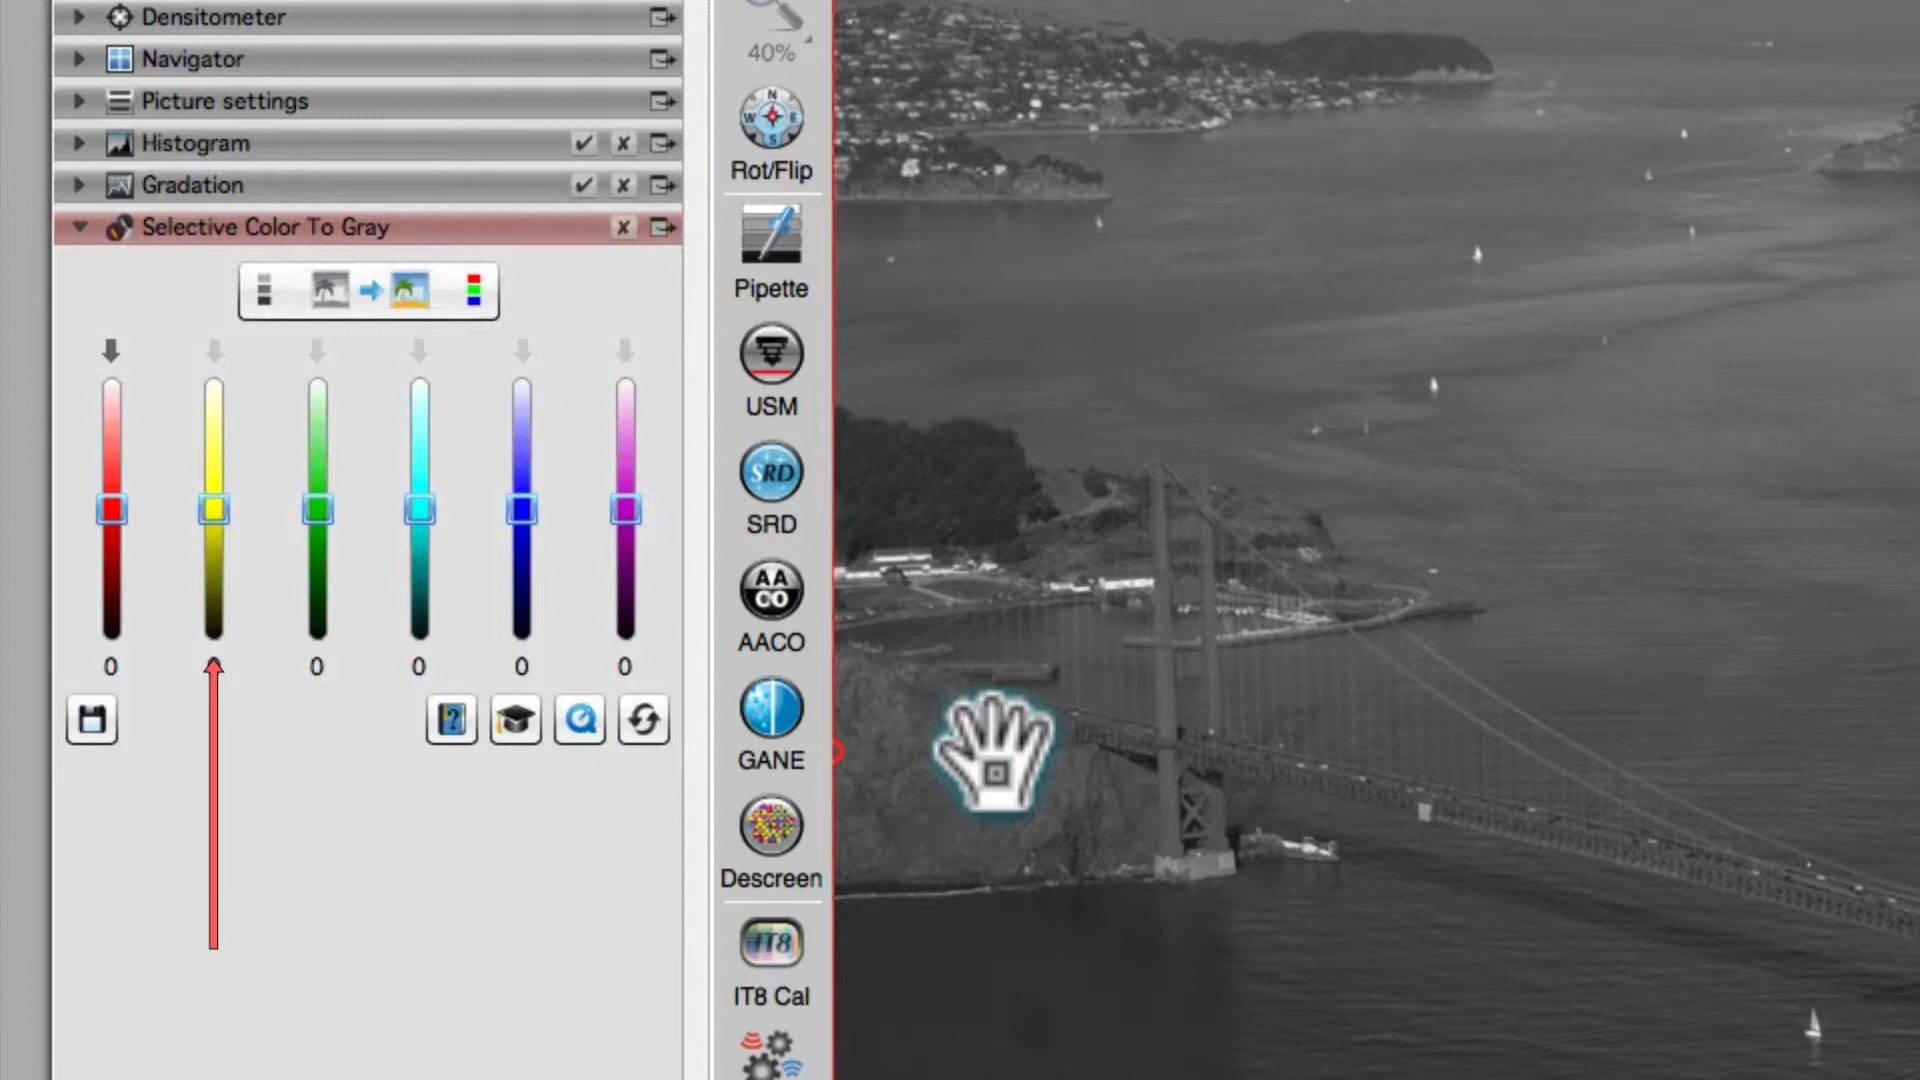 Densitometer
Navigator
Picture settings
Histogram
Gradation
Selective Color To Gray
0 0 0 0 0
40%
N
W E
S
Rot/Flip
Pipette
USM
SRD
SRD
AA
CO
AACO
GANE
Descreen
IT8
IT8 Cal